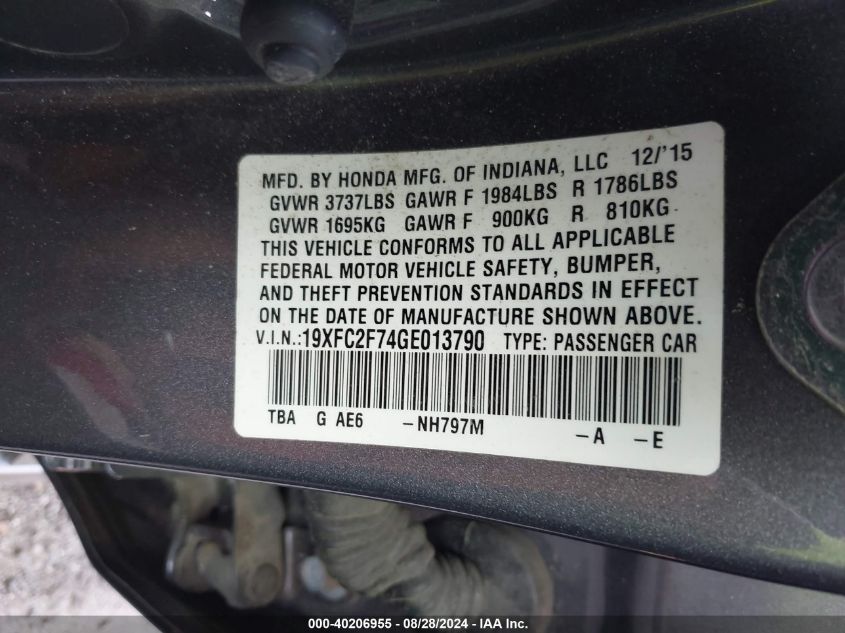 MFD. BY HONDA MFG. OF INDIANA, LLC 12/'15
GVWR 3737LBS GAWR F 1984LBS R 1786LBS
GVWR 1695KG GAWR F 900KG R 810KG
THIS VEHICLE CONFORMS TO ALL APPLICABLE
FEDERAL MOTOR VEHICLE SAFETY, BUMPER,
AND THEFT PREVENTION STANDARDS IN EFFECT
ON THE DATE OF MANUFACTURE SHOWN ABOVE.
V.I.N.:19XFC2F74GE013790 TYPE: PASSENGER CAR
TBA G AE6 -NH797M -A -E
000-40206955 - 08/28/2024 - IAA Inc.